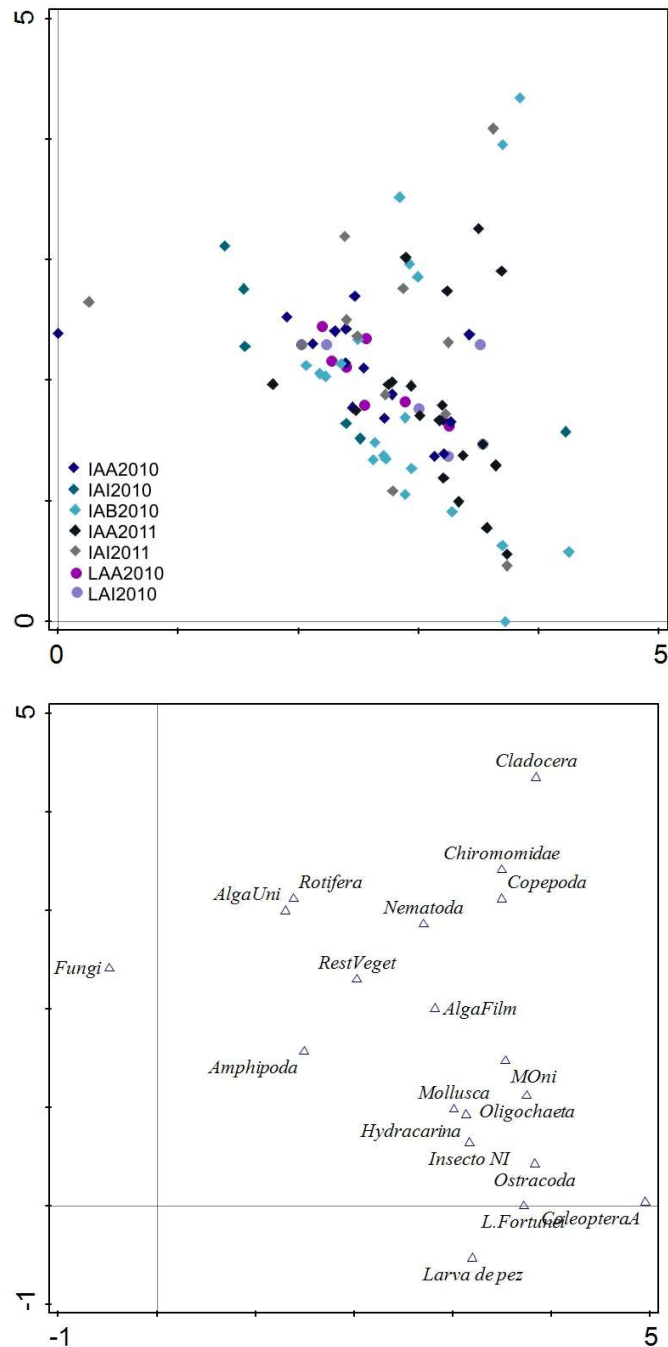 5
IAA2010
IAI2010
IAB2010
IAA2011
IAI2011
LAA2010
LAI2010
0
0
5
5
Cladocera
Chiromomidae
Copepoda
Rotifera
AlgaUni
Nematoda
RestVeget
Fungi
AlgaFilm
Amphipoda
MOni
Mollusca
Oligochaeta
Hydracarina
Insecto NI
Ostracoda
L.Fortunei
ColeopteraA
Larva de pez
-1
-1
5